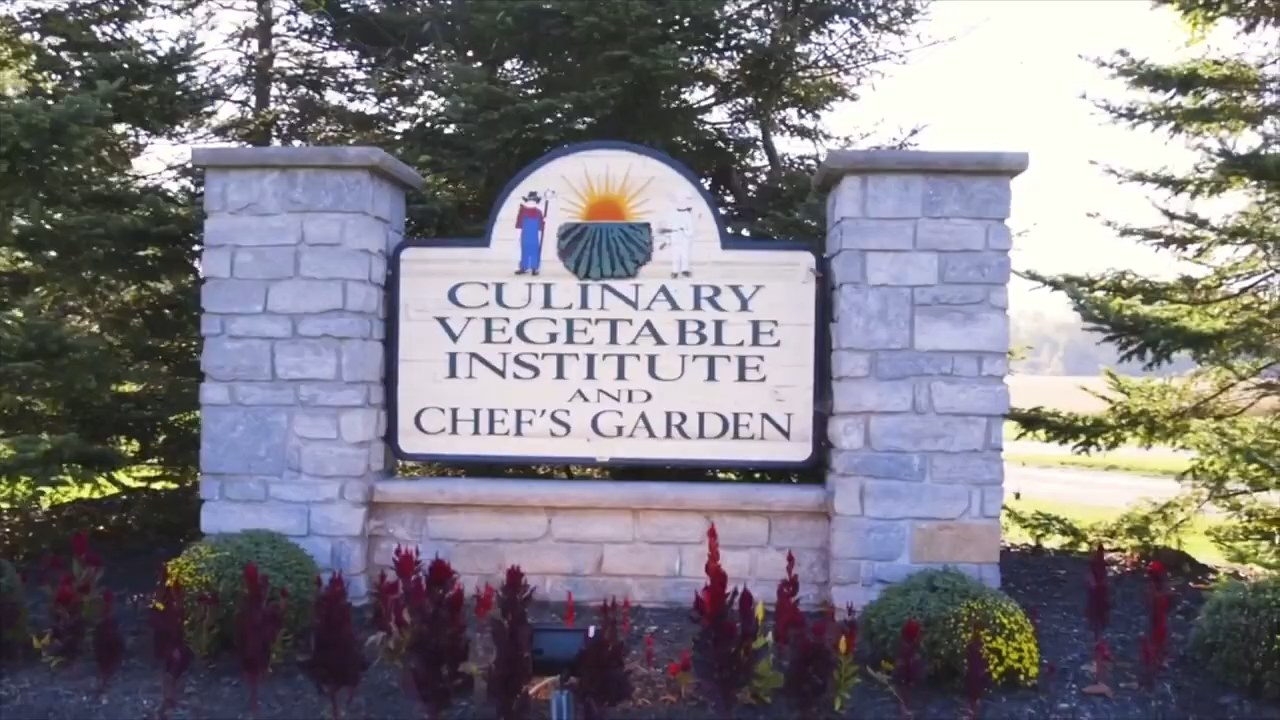 CULINARY
VEGETABLE
INSTITUTE
AND
CHEF'S GARDEN